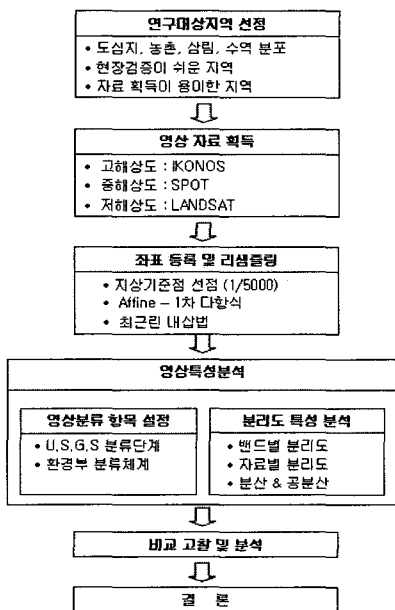 연구대상지역 선정
• 도심지, 농촌, 삼림, 수역 분포
• 현장검증이 쉬운 지역
• 자료 획득이 용이한 지역
영상 자료 획득
• 고해상도 : IKONOS
• 중해상도 : SPOT
• 저해상도 : LANDSAT
좌표 등록 및 리샘플링
• 지상기준점 선점 (1/5000)
• Affine – 1차 다항식
• 최근린 내삽법
영상특성분석
영상분류 항목 설정
• U,S,G,S 분류단계
• 환경부 분류체계
분리도 특성 분석
• 밴드별 분리도
• 자료별 분리도
• 분산 & 공분산
비교 고찰 및 분석
결 론